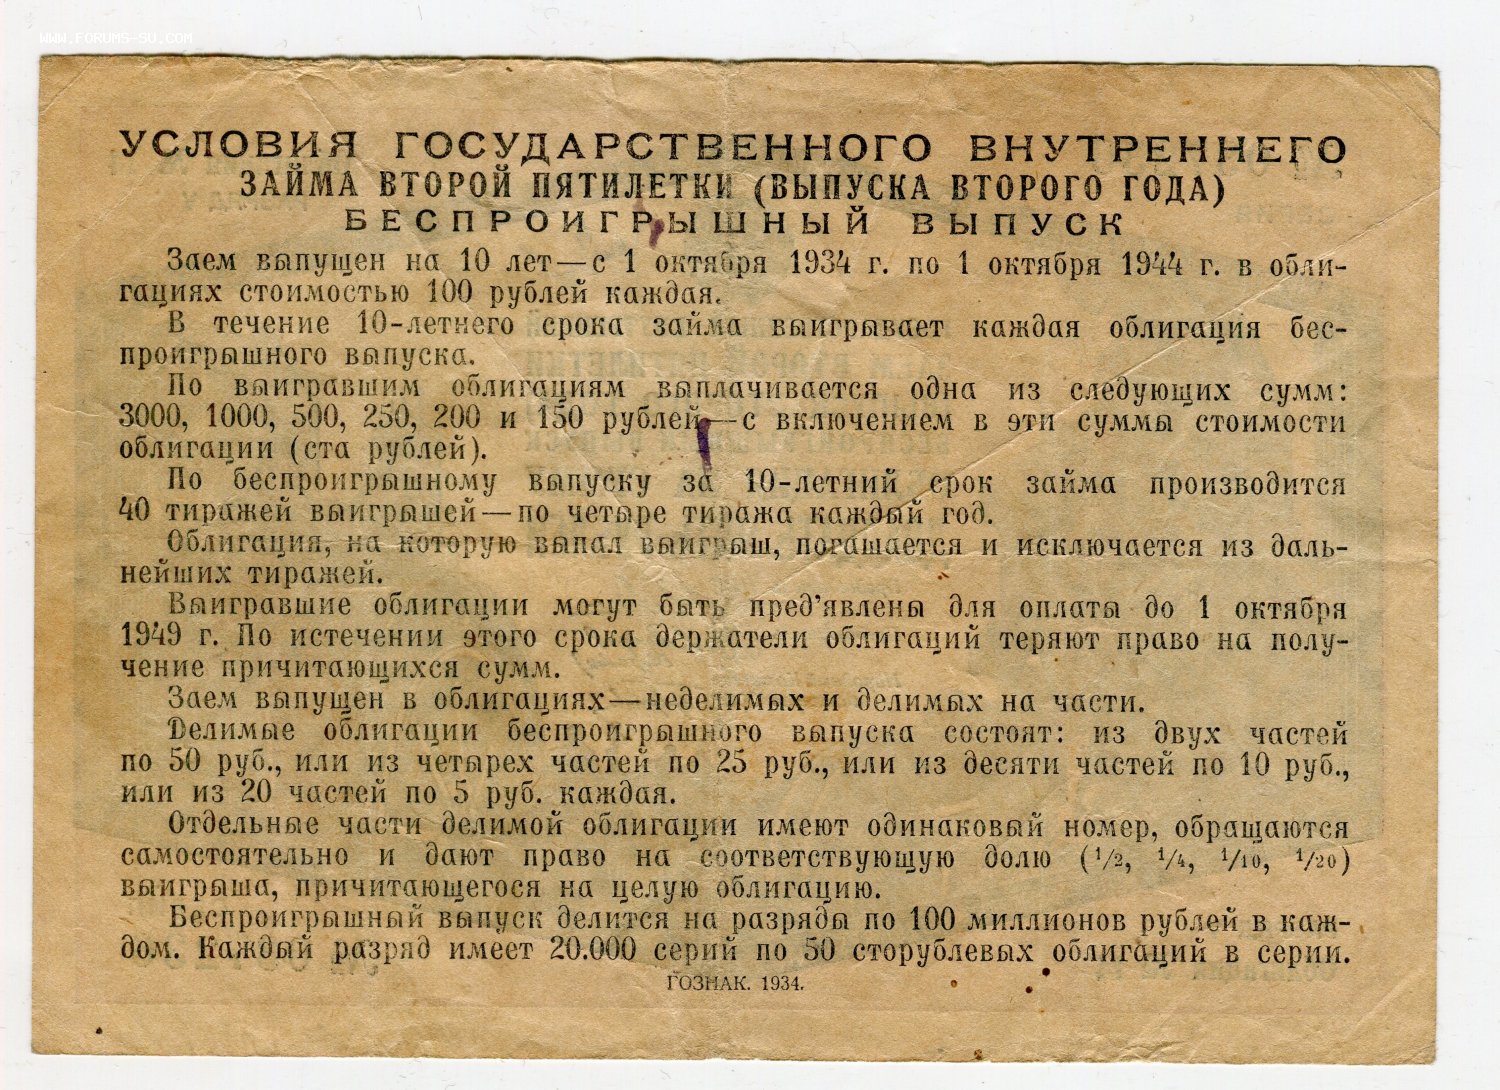 WWW.FORUMS-SU.COM
УСЛОВИЯ ГОСУДАРСТВЕННОГО ВНУТРЕННЕГО
ЗАЙМА ВТОРОЙ ПЯТИЛЕТКИ (ВЫПУСКА ВТОРОГО ГОДА)
БЕСПРОИГРЫШНЫЙ ВЫПУСК
Заем выпущен на 10 лет—с 1 октября 1934 г. по 1 октября 1944 г. в обли-
гациях стоимостью 100 рублей каждая.
В течение 10-летнего срока займа выигрывает каждая облигация бес-
проигрышного выпуска.
По выигравшим облигациям выплачивается одна из следующих сумм:
3000, 1000, 500, 250, 200 и 150 рублей—с включением в эти суммы стоимости
облигации (ста рублей).
По беспроигрышному выпуску за 10-летний срок займа производится
40 тиражей выигрышей—по четыре тиража каждый год.
Облигация, на которую выпал выигрыш, погашается и исключается из даль-
нейших тиражей.
Выигравшие облигации могут быть пред'явлены для оплаты до 1 октября
1949 г. По истечении этого срока держатели облигаций теряют право на полу-
чение причитающихся сумм.
Заем выпущен в облигациях—неделимых и делимых на части.
Делимые облигации беспроигрышного выпуска состоят: из двух частей
по 50 руб., или из четырех частей по 25 руб., или из десяти частей по 10 руб.,
или из 20 частей по 5 руб. каждая.
Отдельные части делимой облигации имеют одинаковый номер, обращаются
самостоятельно и дают право на соответствующую долю (1/2, 1/4, 1/10, 1/20)
выигрыша, причитающегося на целую облигацию.
Беспроигрышный выпуск делится на разряды по 100 миллионов рублей в каж-
дом. Каждый разряд имеет 20.000 серий по 50 сторублевых облигаций в серии.
ГОЗНАК. 1934.